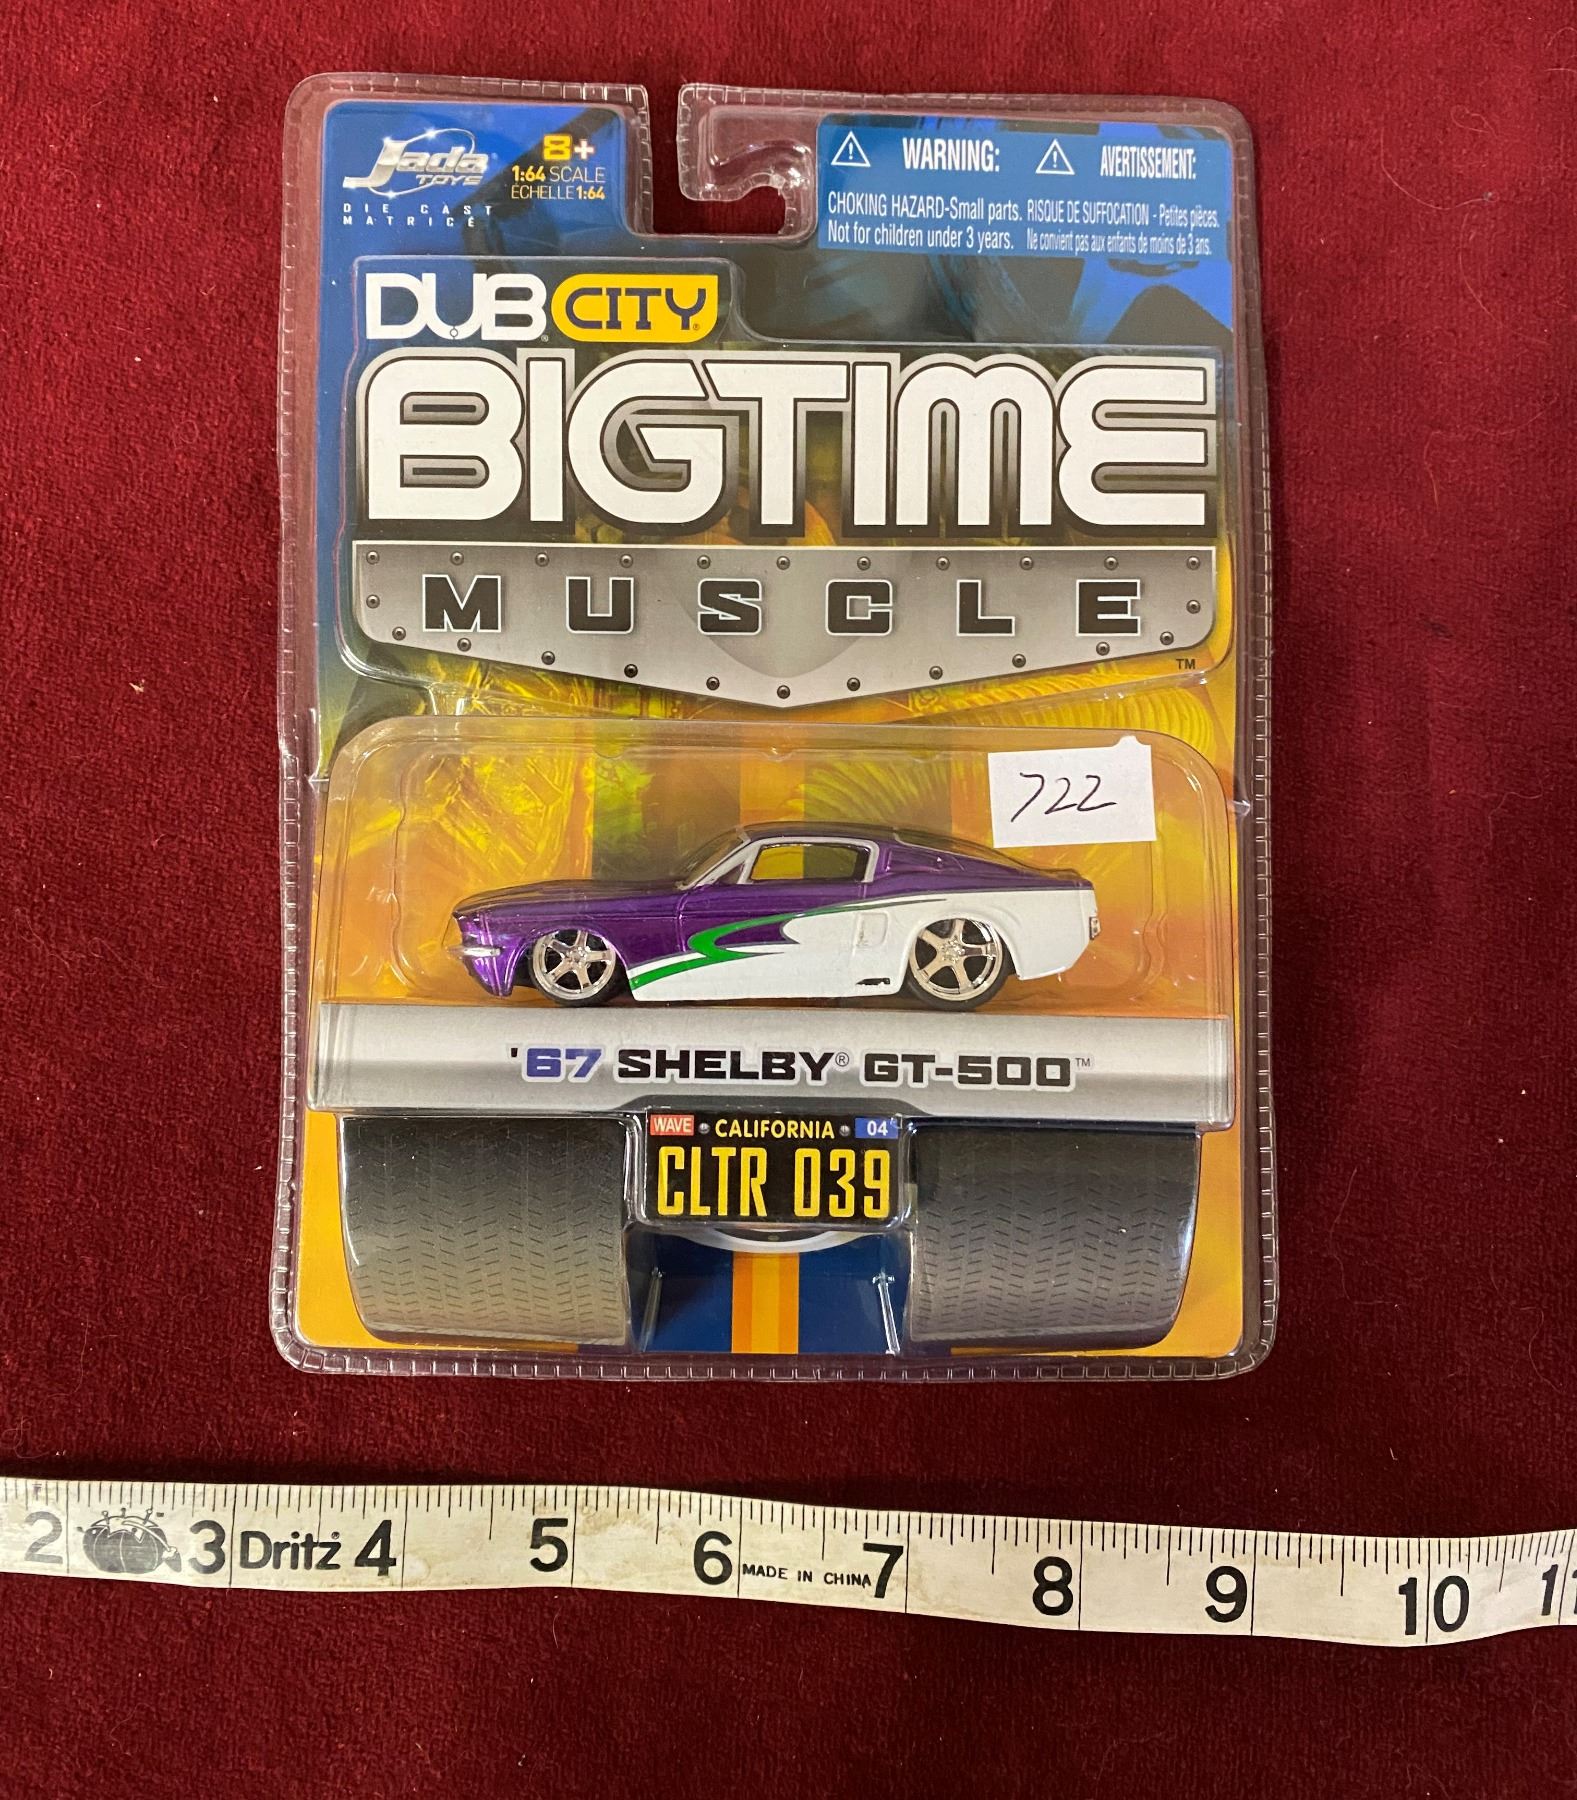 Jada
TOYS
DIE CAST
MATRICÉ
8+
1:64 SCALE
ÉCHELLE 1:64
WARNING:
CHOKING HAZARD-Small parts.
Not for children under 3 years.
AVERTISSEMENT:
RISQUE DE SUFFOCATION - Petites pièces.
Ne convient pas aux enfants de moins de 3 ans.
DUB CITY®
BIGTIME
MUSCLE
TM
722
'67 SHELBY® GT-500™
WAVE CALIFORNIA 04
CLTR 039
2 3 Dritz® 4 5 6 MADE IN CHINA 7 8 9 10 11